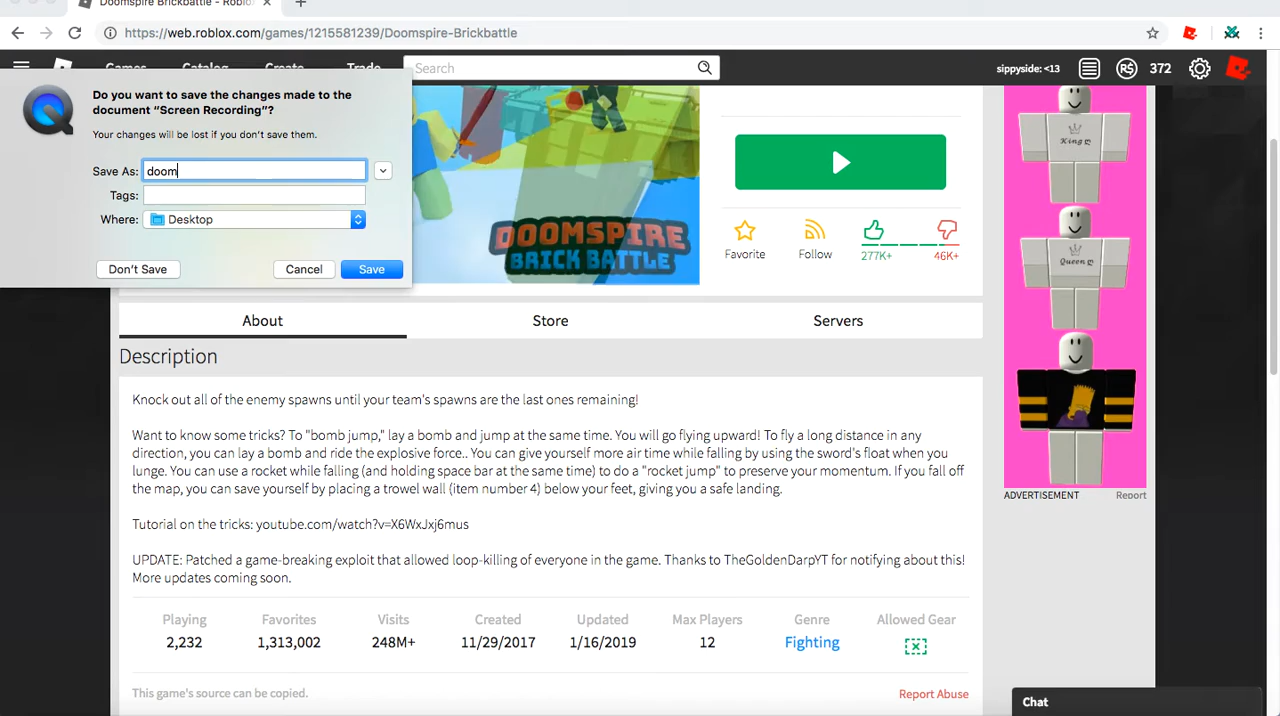 Doomspire Brickbattle - Roblox
https://web.roblox.com/games/1215581239/Doomspire-Brickbattle
Games Catalog Create Trade Search sippyside: <13 R$ 372
Do you want to save the changes made to the
document “Screen Recording”?
Your changes will be lost if you don’t save them.
Save As: doom
Tags:
Where: Desktop
Don’t Save Cancel Save
DOOMSPIRE
BRICK BATTLE
Favorite Follow 277K+ 46K+
King
Queen
ADVERTISEMENT Report
About Store Servers
Description
Knock out all of the enemy spawns until your team's spawns are the last ones remaining!
Want to know some tricks? To "bomb jump," lay a bomb and jump at the same time. You will go flying upward! To fly a long distance in any
direction, you can lay a bomb and ride the explosive force.. You can give yourself more air time while falling by using the sword's float when you
lunge. You can use a rocket while falling (and holding space bar at the same time) to do a "rocket jump" to preserve your momentum. If you fall off
the map, you can save yourself by placing a trowel wall (item number 4) below your feet, giving you a safe landing.
Tutorial on the tricks: youtube.com/watch?v=X6WxJxj6mus
UPDATE: Patched a game-breaking exploit that allowed loop-killing of everyone in the game. Thanks to TheGoldenDarpYT for notifying about this!
More updates coming soon.
Playing Favorites Visits Created Updated Max Players Genre Allowed Gear
2,232 1,313,002 248M+ 11/29/2017 1/16/2019 12 Fighting
This game's source can be copied. Report Abuse
Chat